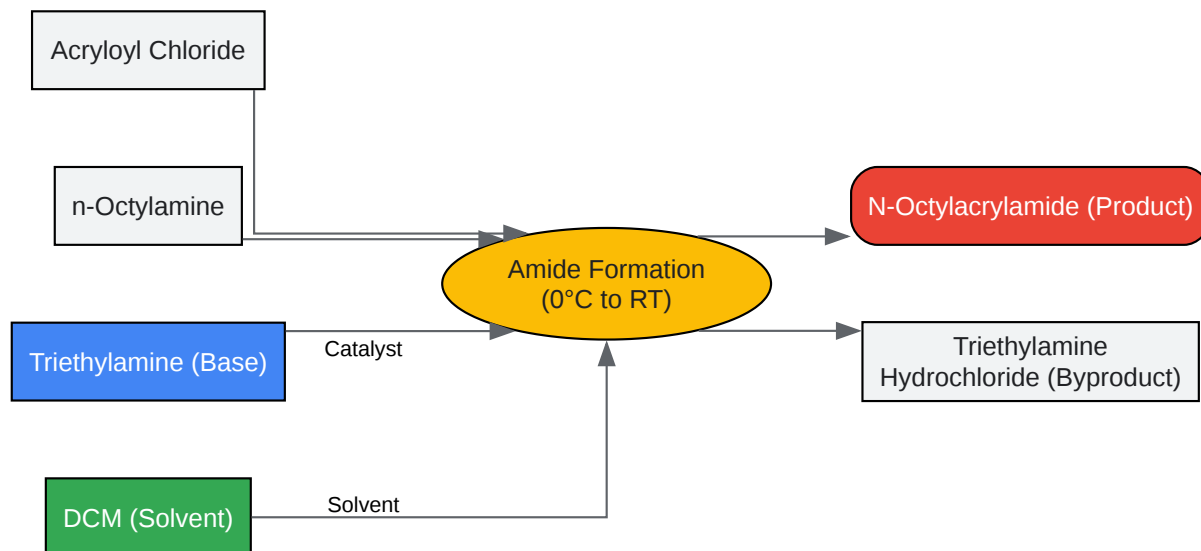 Acryloyl Chloride
n-Octylamine
N-Octylacrylamide (Product)
Amide Formation
(0°C to RT)
Triethylamine (Base)
Catalyst
Triethylamine
Hydrochloride (Byproduct)
DCM (Solvent)
Solvent